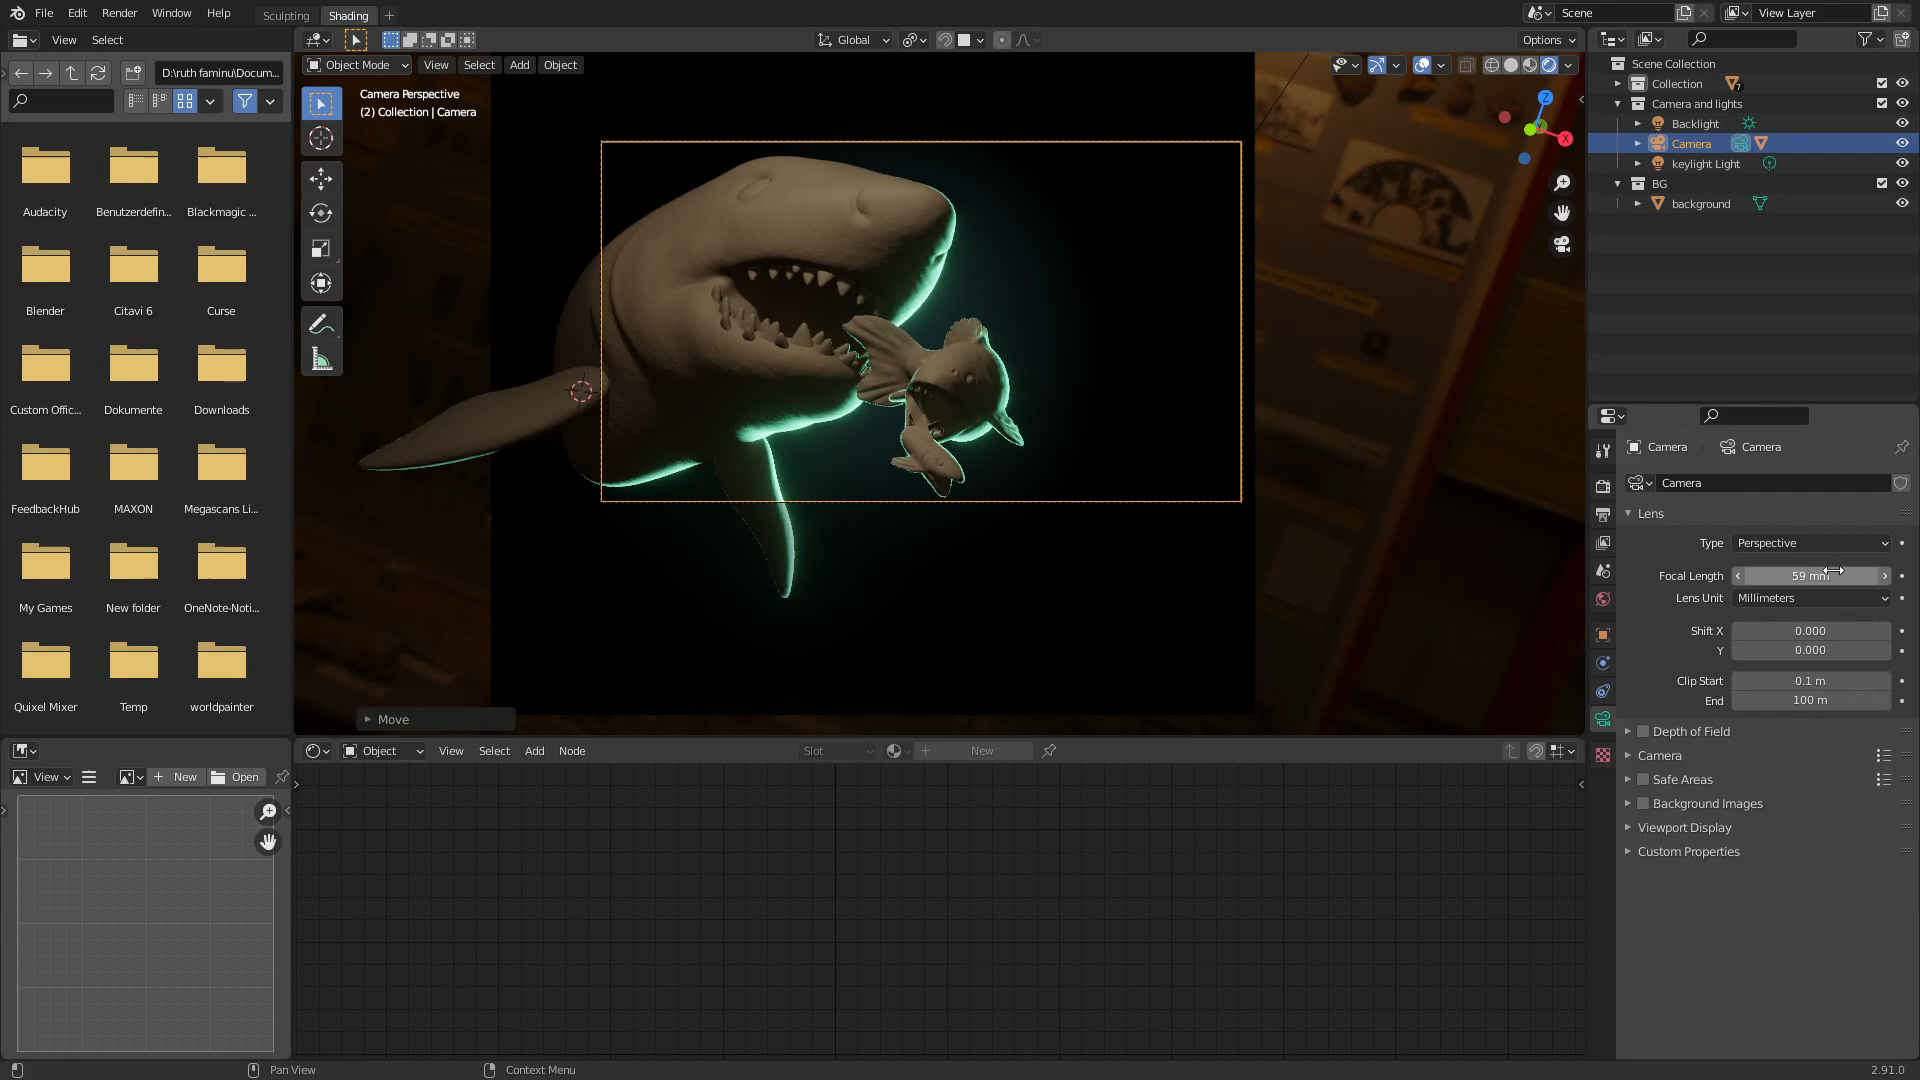 File Edit Render Window Help Sculpting Shading + Scene View Layer
View Select Global Options
D:\ruth faminu\Docum...
Object Mode View Select Add Object
Camera Perspective
(2) Collection | Camera
Z
X
Scene Collection
Collection 7
Camera and lights
Backlight
Camera
keylight Light
BG
background
Audacity Benutzerdefin... Blackmagic ...
Blender Citavi 6 Curse
Custom Offic... Dokumente Downloads
FeedbackHub MAXON Megascans Li...
My Games New folder OneNote-Noti...
Quixel Mixer Temp worldpainter
Move
Camera Camera
Camera
Lens
Type Perspective
Focal Length 59 mm
Lens Unit Millimeters
Shift X 0.000
Y 0.000
Clip Start 0.1 m
End 100 m
Depth of Field
Camera
Safe Areas
Background Images
Viewport Display
Custom Properties
Object View Select Add Node Slot New
View New Open
Pan View Context Menu 2.91.0